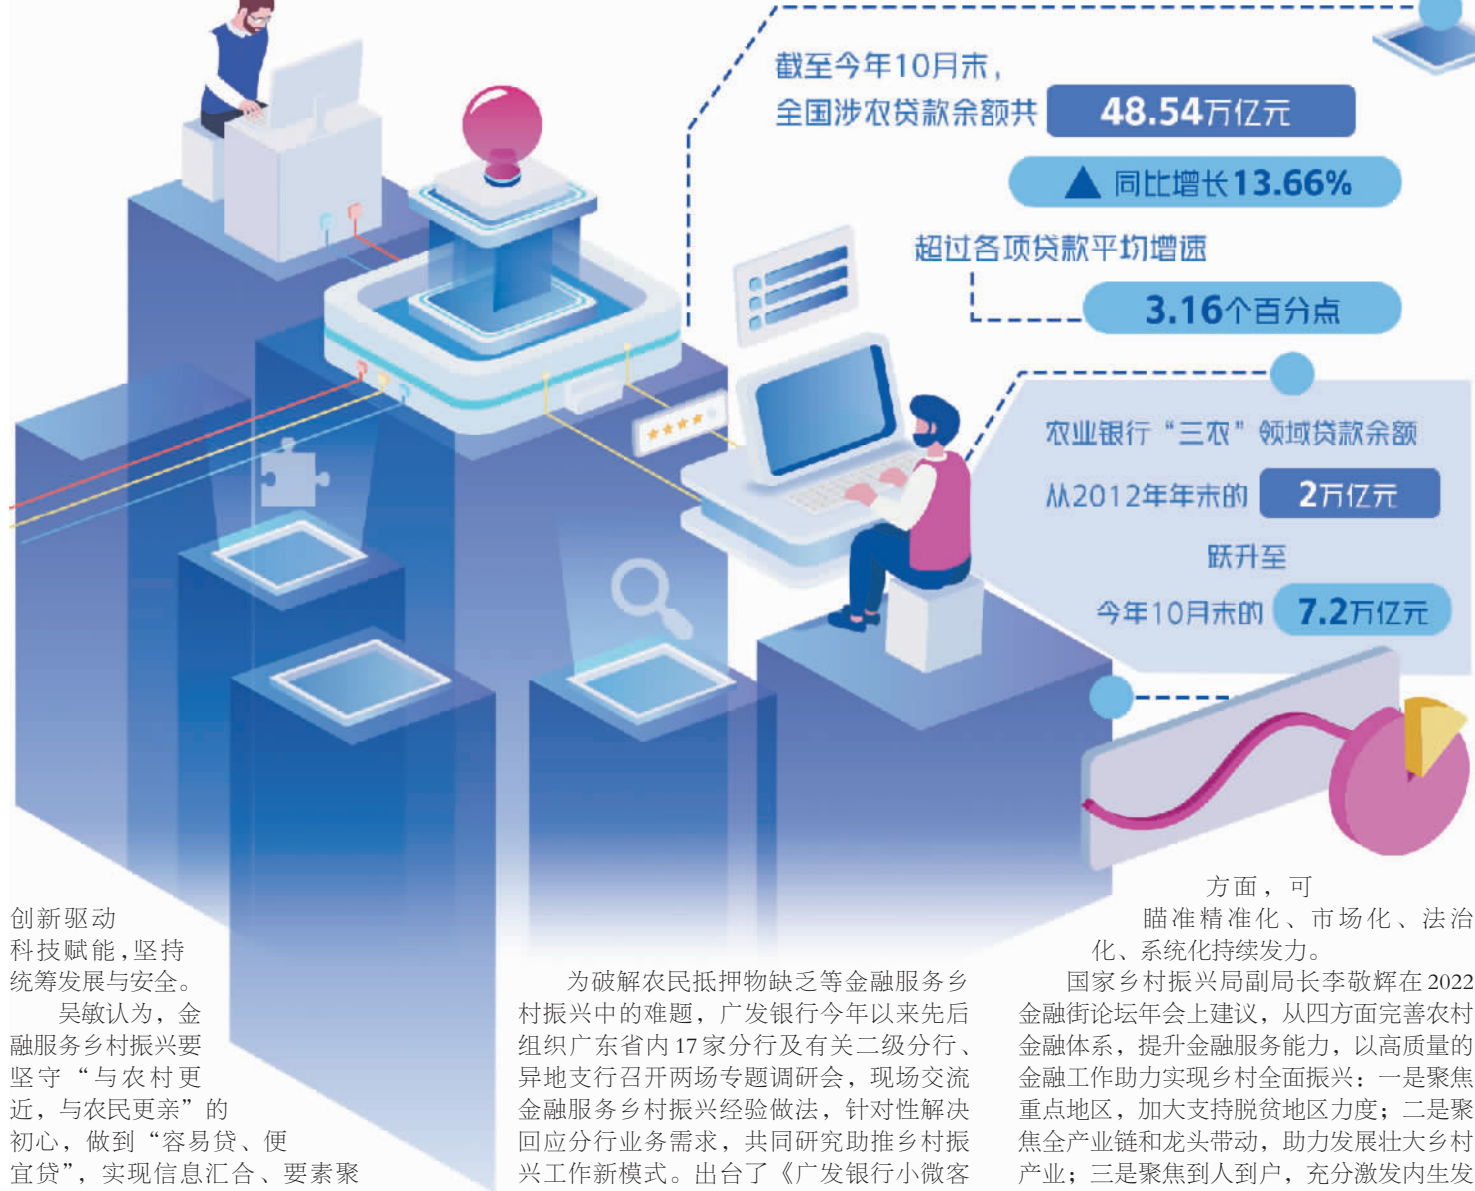 截至今年10月末，
全国涉农贷款余额共 48.54万亿元
▲ 同比增长13.66%
超过各项贷款平均增速
3.16个百分点
农业银行“三农”领域贷款余额
从2012年年末的 2万亿元
跃升至
今年10月末的 7.2万亿元
创新驱动
科技赋能，坚持
统筹发展与安全。
吴敏认为，金
融服务乡村振兴要
坚守“与农村更
近，与农民更亲”的
初心，做到“容易贷、便
宜贷”，实现信息汇合、要素聚
为破解农民抵押物缺乏等金融服务乡
村振兴中的难题，广发银行今年以来先后
组织广东省内17家分行及有关二级分行、
异地支行召开两场专题调研会，现场交流
金融服务乡村振兴经验做法，针对性解决
回应分行业务需求，共同研究助推乡村振
兴工作新模式。出台了《广发银行小微客
方面，可
瞄准精准化、市场化、法治
化、系统化持续发力。
国家乡村振兴局副局长李敬辉在2022
金融街论坛年会上建议，从四方面完善农村
金融体系，提升金融服务能力，以高质量的
金融工作助力实现乡村全面振兴：一是聚焦
重点地区，加大支持脱贫地区力度；二是聚
焦全产业链和龙头带动，助力发展壮大乡村
产业；三是聚焦到人到户，充分激发内生发